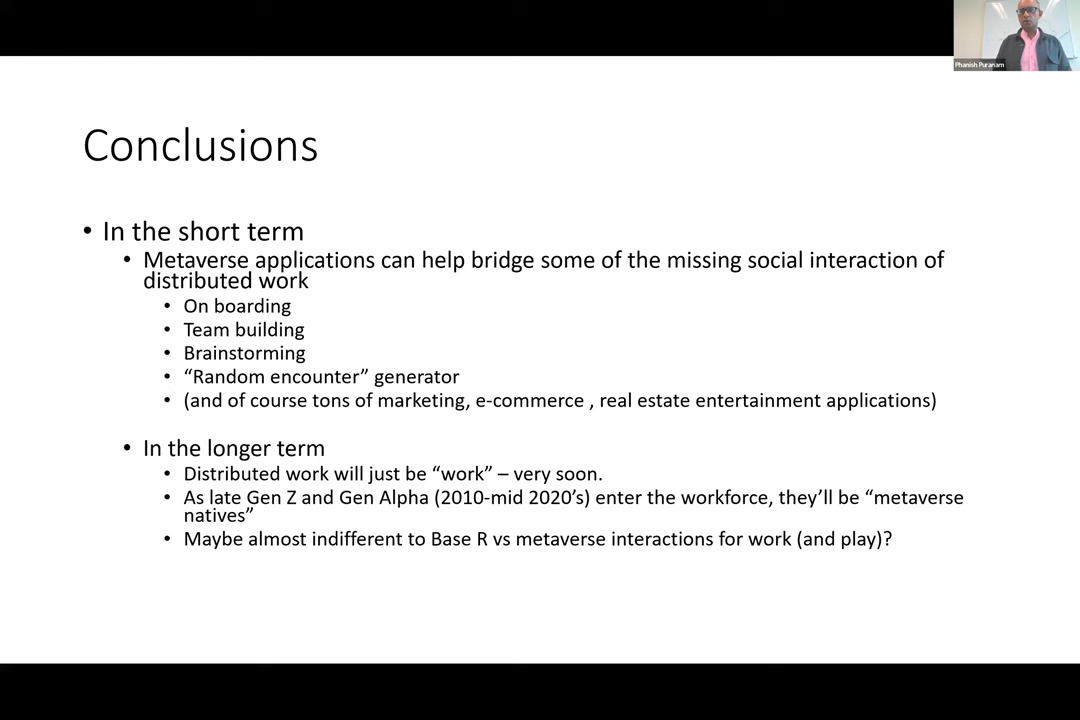 Phanish Puranam
Conclusions
• In the short term
• Metaverse applications can help bridge some of the missing social interaction of
distributed work
• On boarding
• Team building
• Brainstorming
• “Random encounter” generator
• (and of course tons of marketing, e-commerce , real estate entertainment applications)
• In the longer term
• Distributed work will just be “work” – very soon.
• As late Gen Z and Gen Alpha (2010-mid 2020’s) enter the workforce, they’ll be “metaverse
natives”
• Maybe almost indifferent to Base R vs metaverse interactions for work (and play)?